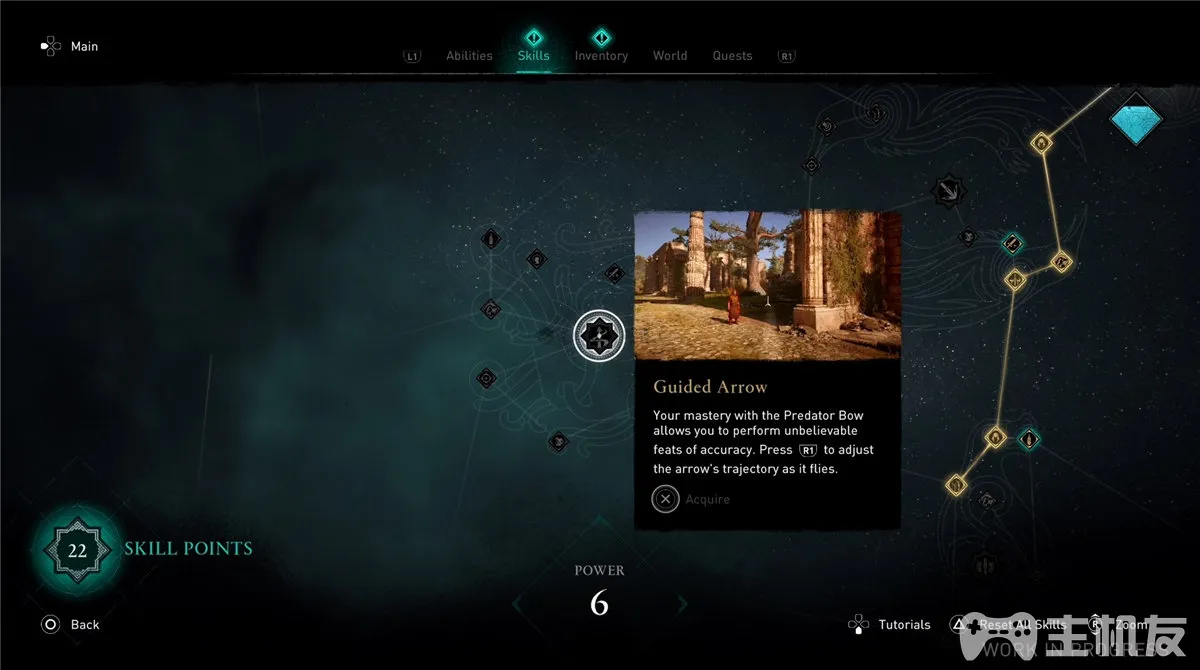 Main
L1 Abilities Skills Inventory World Quests R1
Guided Arrow
Your mastery with the Predator Bow
allows you to perform unbelievable
feats of accuracy. Press R1 to adjust
the arrow's trajectory as it flies.
Acquire
22 SKILL POINTS
POWER
6
Back
Tutorials
Reset All Skills
R Zoom
主机友
WORK IN PROGRESS